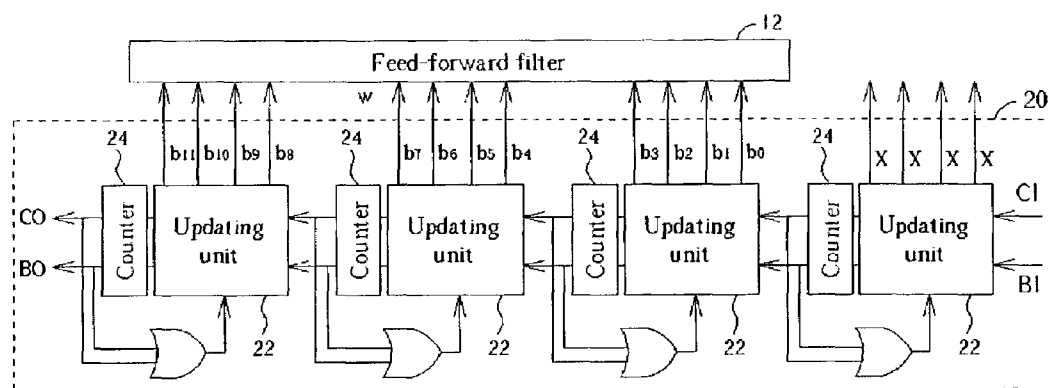 12
Feed-forward filter
w
20
24
b11 b10 b9 b8
24
b7 b6 b5 b4
24
b3 b2 b1 b0
24
X X X X
CO
BO
Counter
Updating unit
Counter
Updating unit
Counter
Updating unit
Counter
Updating unit
CI
BI
22
22
22
22